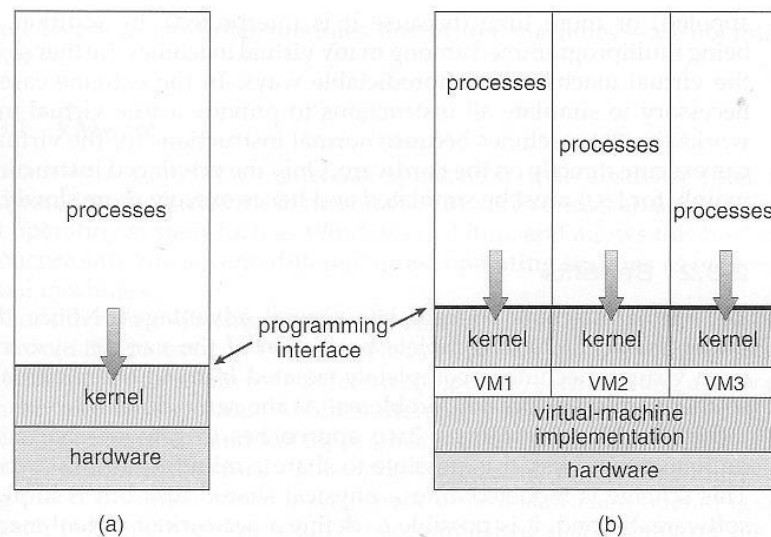 processes
kernel
hardware
(a)
programming
interface
processes
processes
processes
kernel
kernel
kernel
VM1
VM2
VM3
virtual-machine
implementation
hardware
(b)